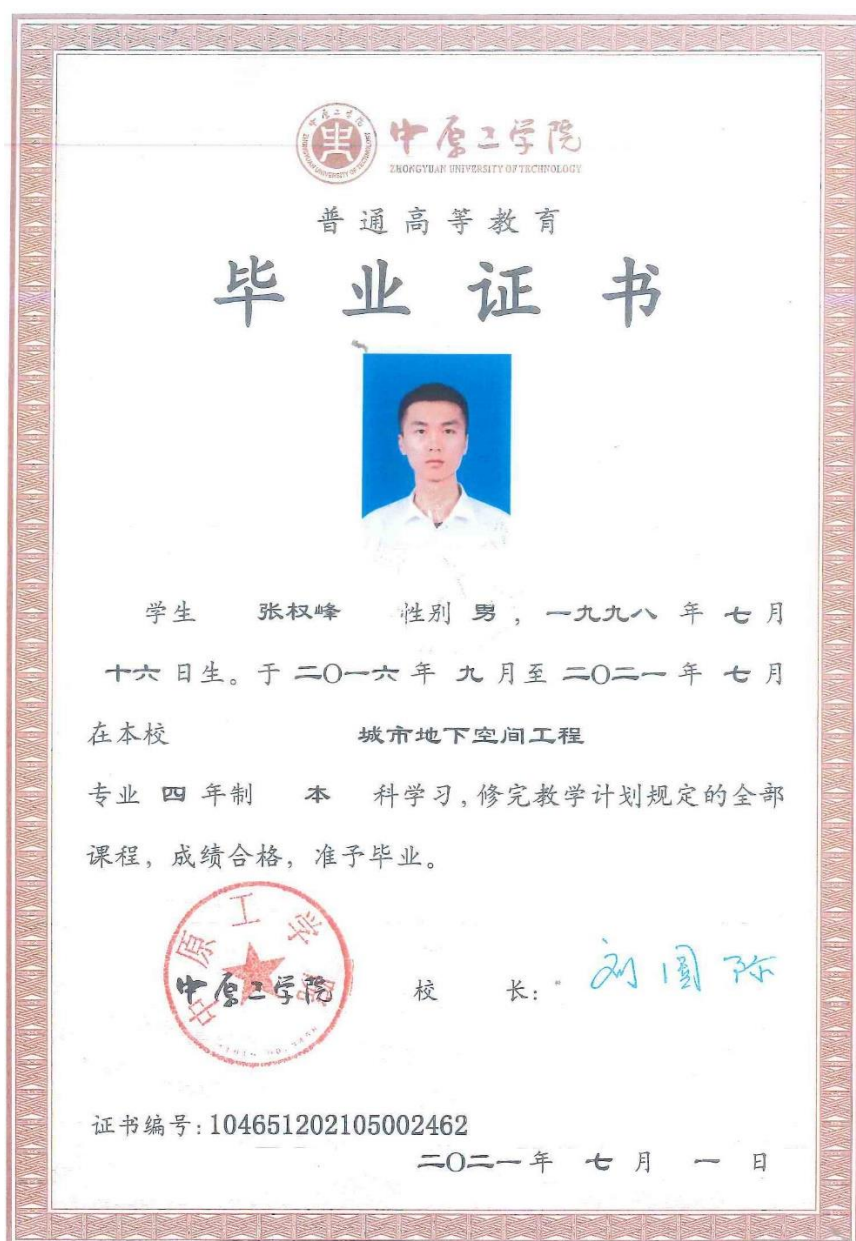 中原工学院
ZHONGYUAN UNIVERSITY OF TECHNOLOGY
普通高等教育
毕业证书
学生 张权峰 性别 男，一九九八 年 七 月
十六 日生。于 二〇一六 年 九 月至 二〇二一 年 七 月
在本校 城市地下空间工程
专业 四 年制 本 科学习，修完教学计划规定的全部
课程，成绩合格，准予毕业。
中原工学院
中原工学院 校 长：
证书编号：104651202105002462
二〇二一 年 七 月 一 日